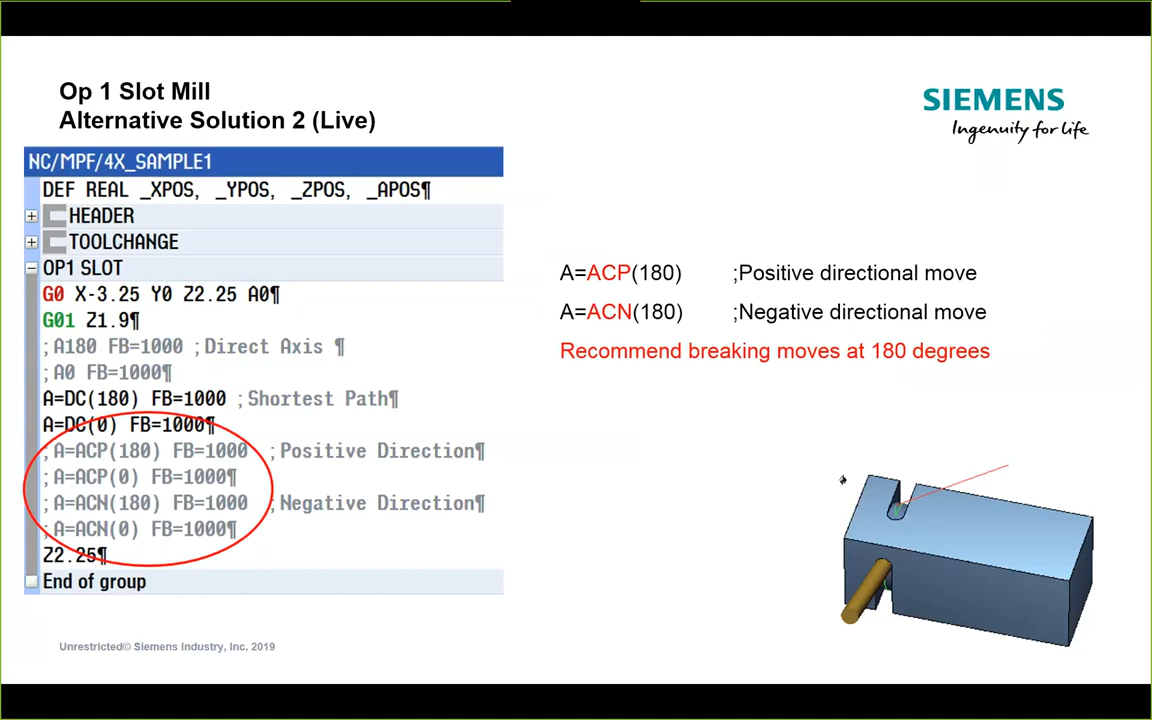 Op 1 Slot Mill
Alternative Solution 2 (Live)
SIEMENS
Ingenuity for life
NC/MPF/4X_SAMPLE1
DEF REAL _XPOS, _YPOS, _ZPOS, _APOS¶
HEADER
TOOLCHANGE
OP1 SLOT
G0 X-3.25 Y0 Z2.25 A0¶
G01 Z1.9¶
;A180 FB=1000 ;Direct Axis ¶
;A0 FB=1000¶
A=DC(180) FB=1000 ;Shortest Path¶
A=DC(0) FB=1000¶
;A=ACP(180) FB=1000 ;Positive Direction¶
;A=ACP(0) FB=1000¶
;A=ACN(180) FB=1000 ;Negative Direction¶
;A=ACN(0) FB=1000¶
Z2.25¶
End of group
A=ACP(180) ;Positive directional move
A=ACN(180) ;Negative directional move
Recommend breaking moves at 180 degrees
Unrestricted© Siemens Industry, Inc. 2019